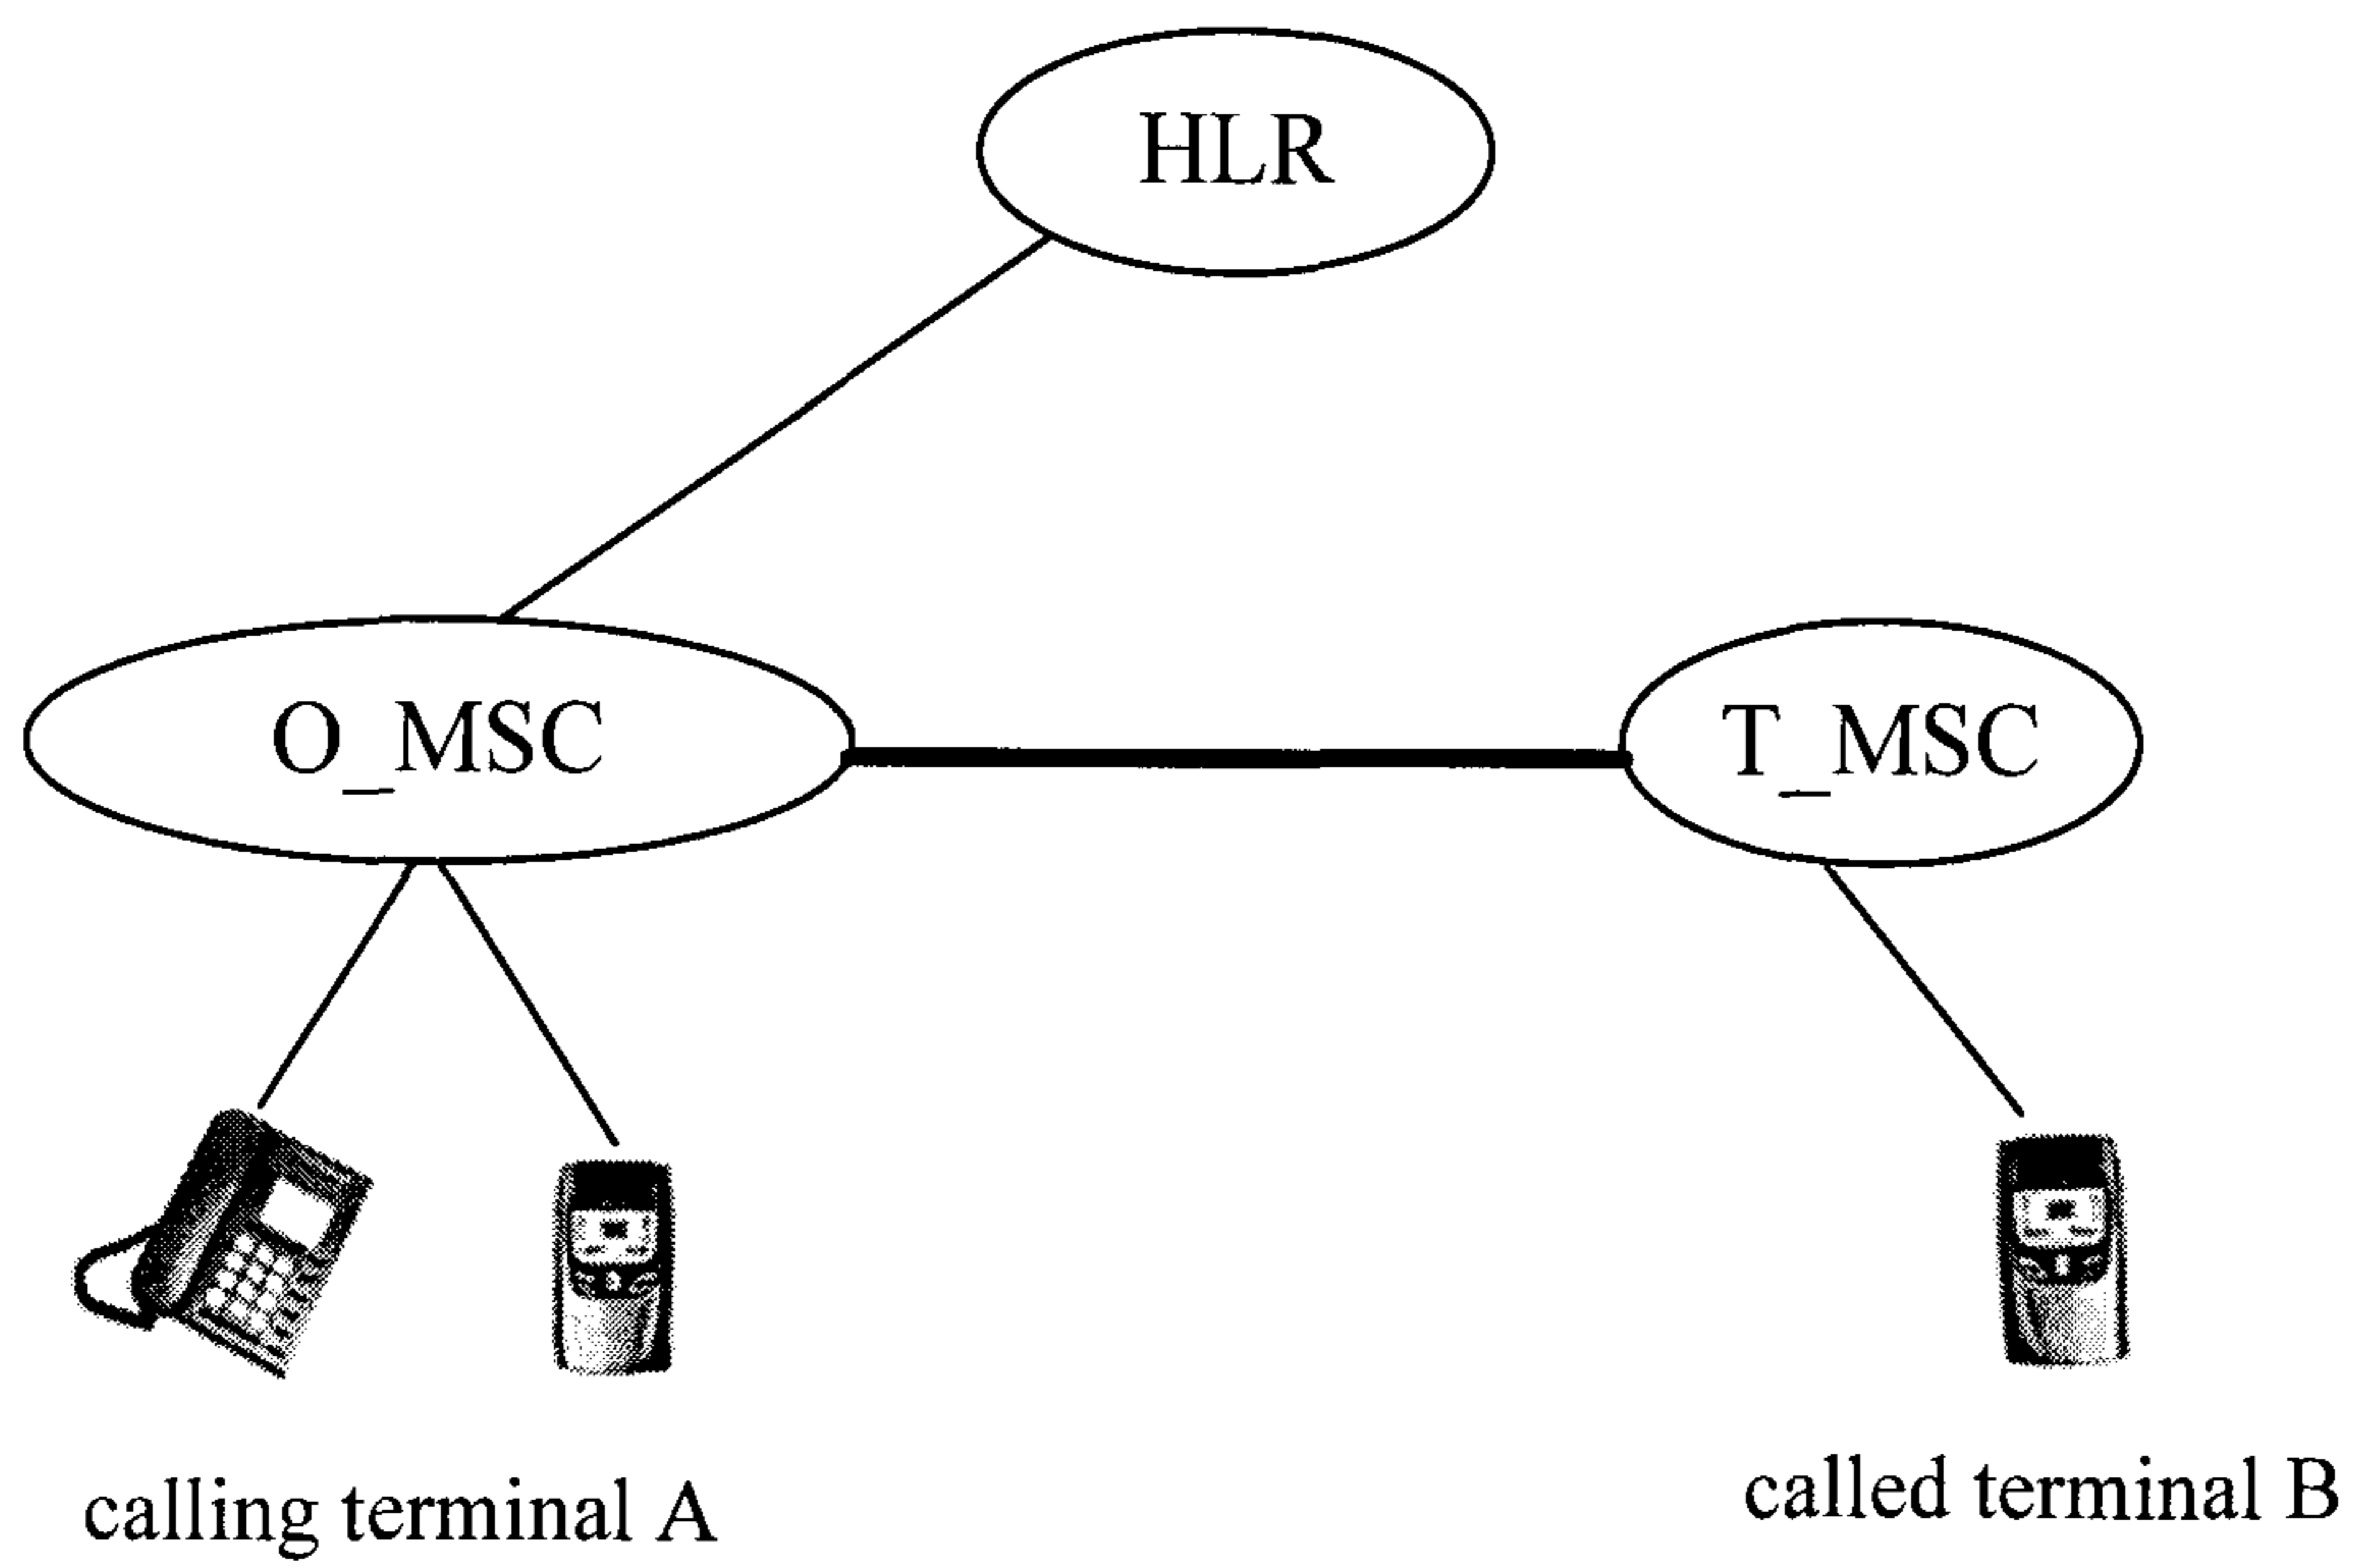 HLR
O_MSC
T_MSC
calling terminal A
called terminal B